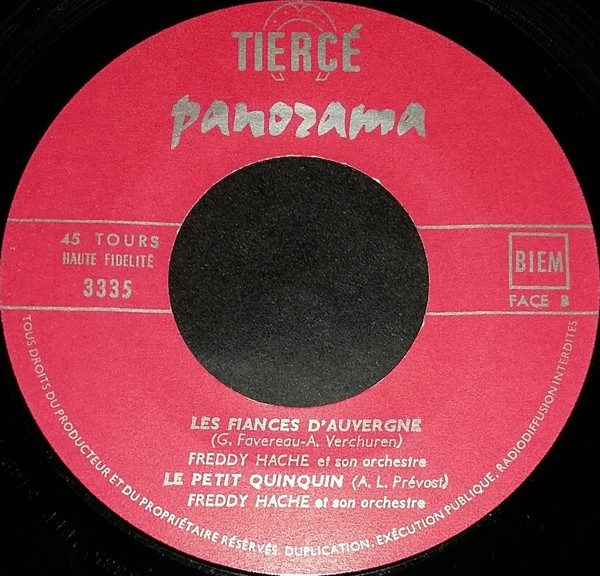 TIERCÉ
panorama
45 TOURS
HAUTE FIDELITÉ
3335
BIEM
FACE B
LES FIANCES D'AUVERGNE
(G. Favereau-A. Verchuren)
FREDDY HACHE et son orchestre
LE PETIT QUINQUIN (A. L. Prévost)
FREDDY HACHE et son orchestre
TOUS DROITS DU PRODUCTEUR ET DU PROPRIÉTAIRE RÉSERVÉS. DUPLICATION, EXÉCUTION PUBLIQUE, RADIODIFFUSION INTERDITES